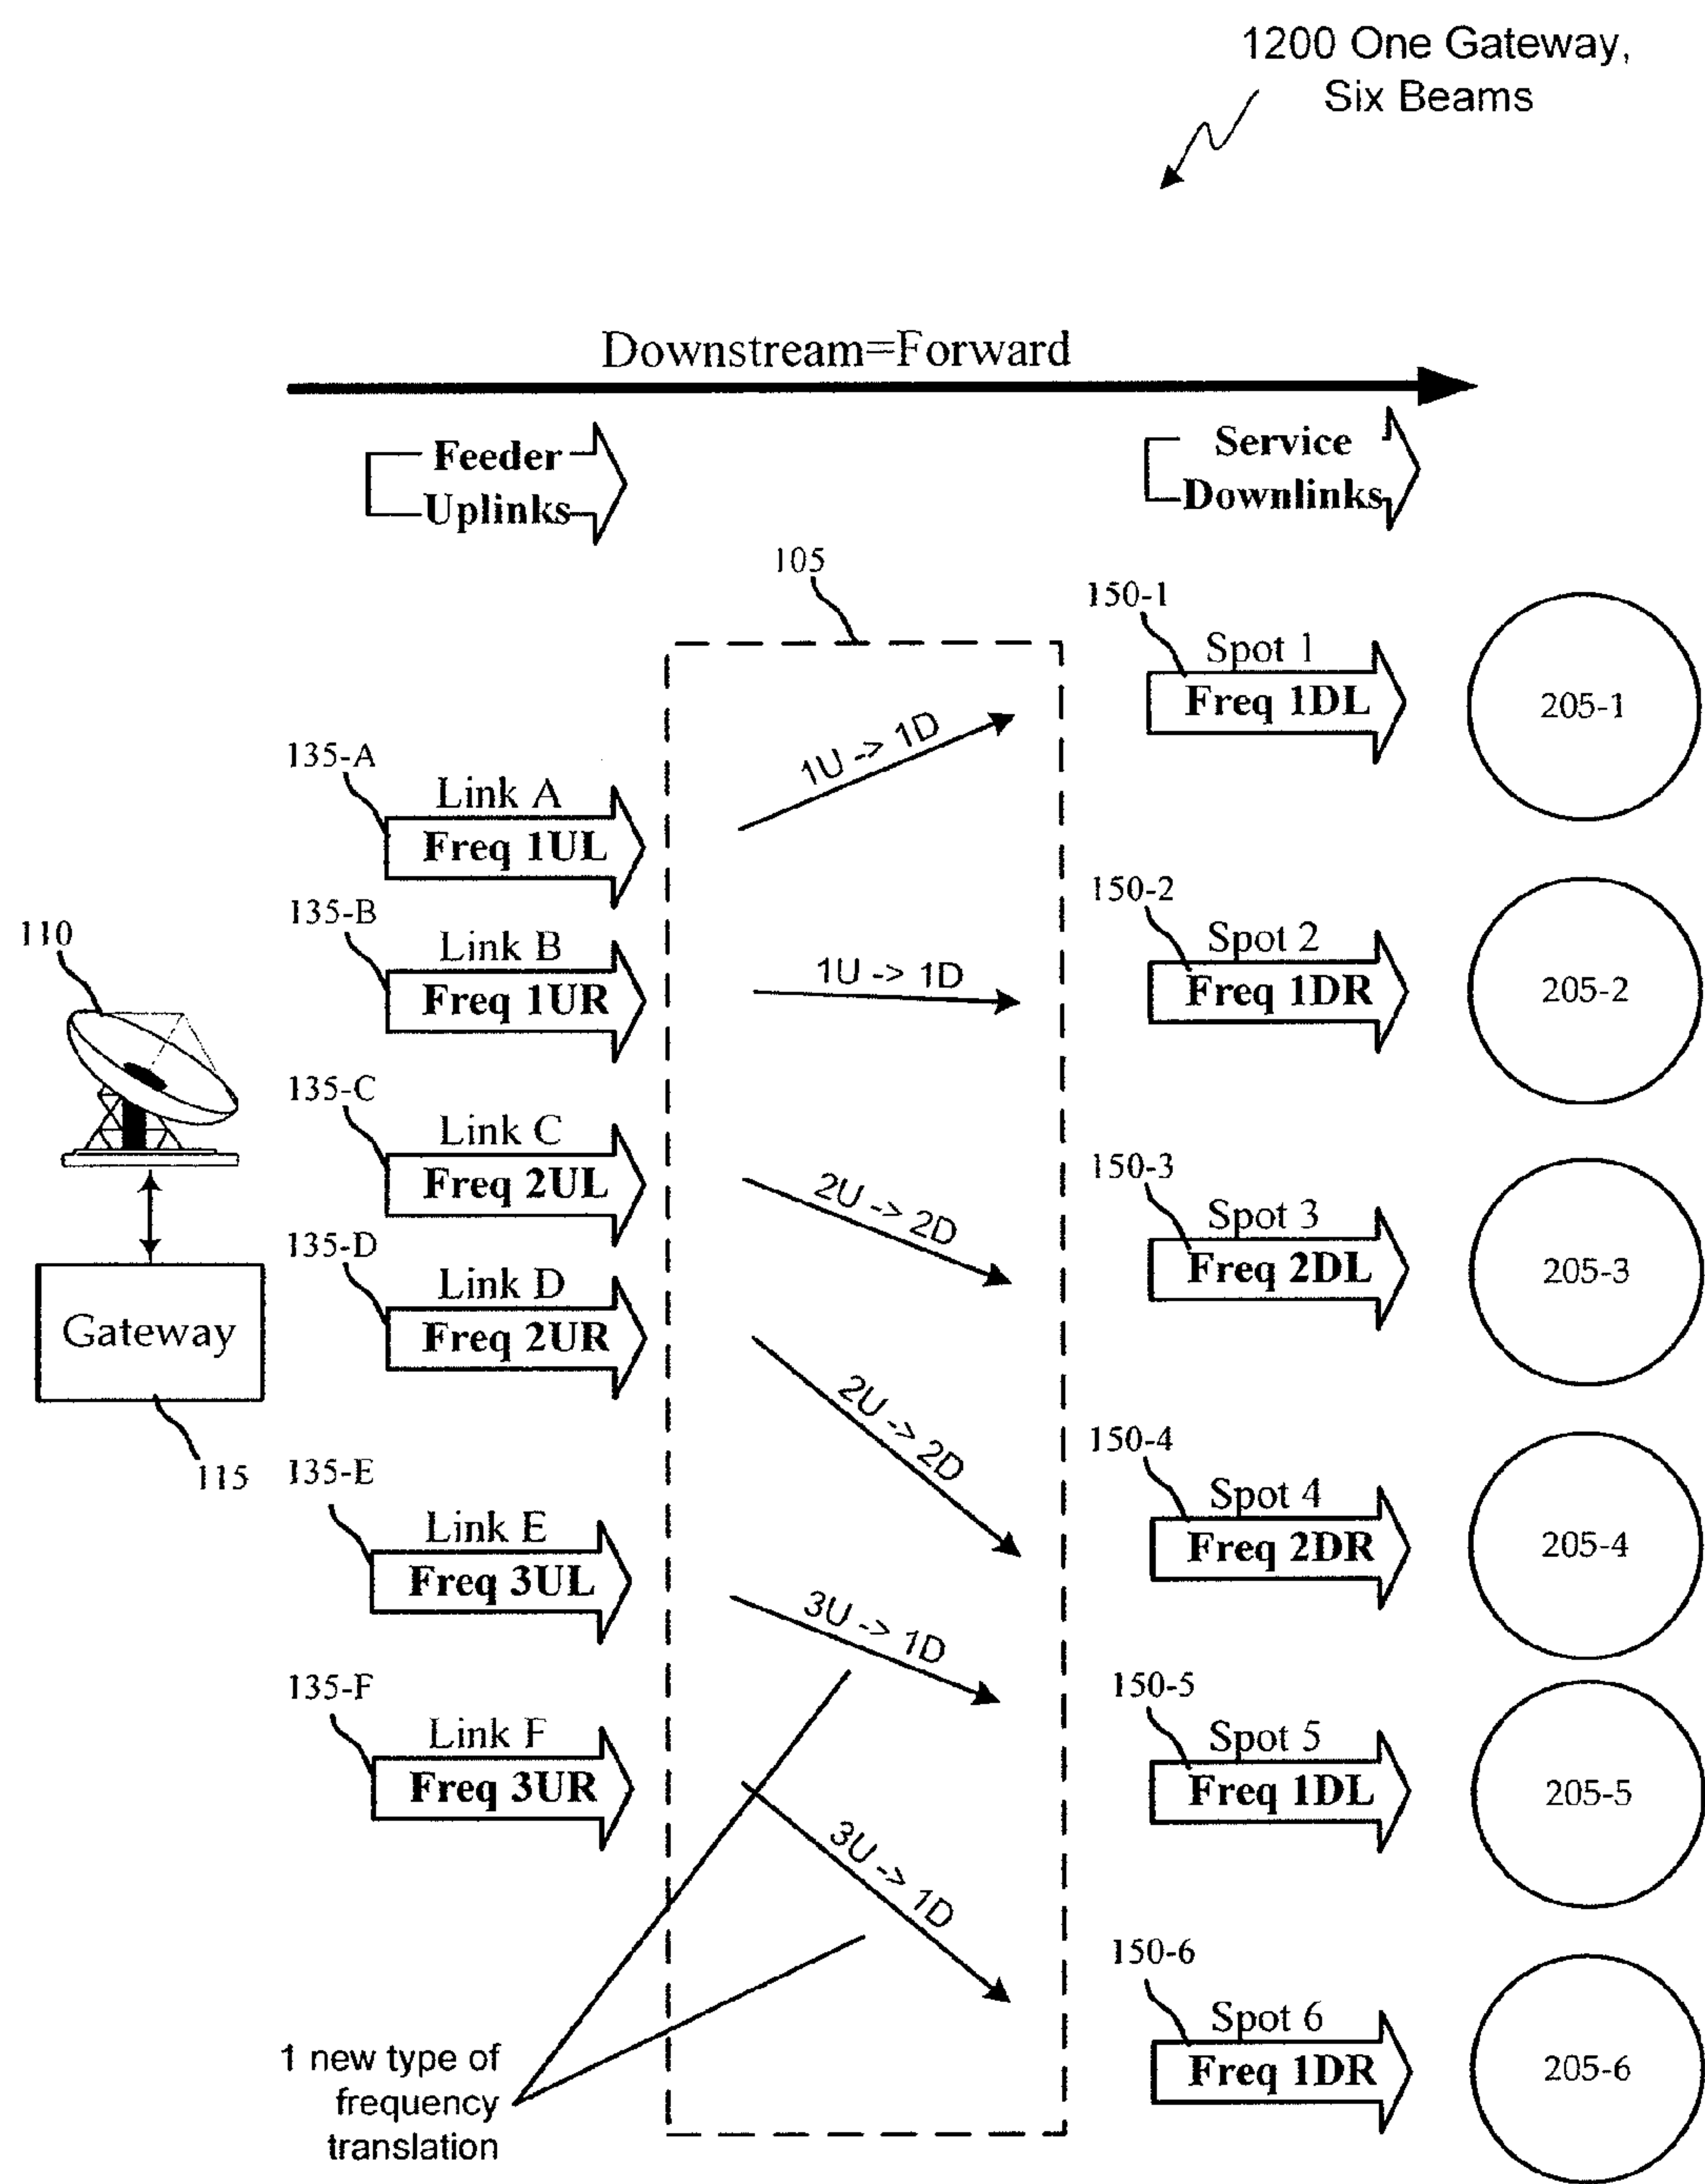 1200 One Gateway,
Six Beams
Downstream=Forward
Feeder
Uplinks
Service
Downlinks
105
150-1
Spot 1
Freq 1DL
205-1
1U -> 1D
135-A
Link A
Freq 1UL
150-2
Spot 2
Freq 1DR
205-2
110
135-B
Link B
Freq 1UR
1U -> 1D
135-C
Link C
Freq 2UL
2U -> 2D
150-3
Spot 3
Freq 2DL
205-3
135-D
Link D
Freq 2UR
2U -> 2D
Gateway
115
150-4
Spot 4
Freq 2DR
205-4
135-E
Link E
Freq 3UL
3U -> 1D
150-5
Spot 5
Freq 1DL
205-5
135-F
Link F
Freq 3UR
3U -> 1D
150-6
Spot 6
Freq 1DR
205-6
1 new type of
frequency
translation